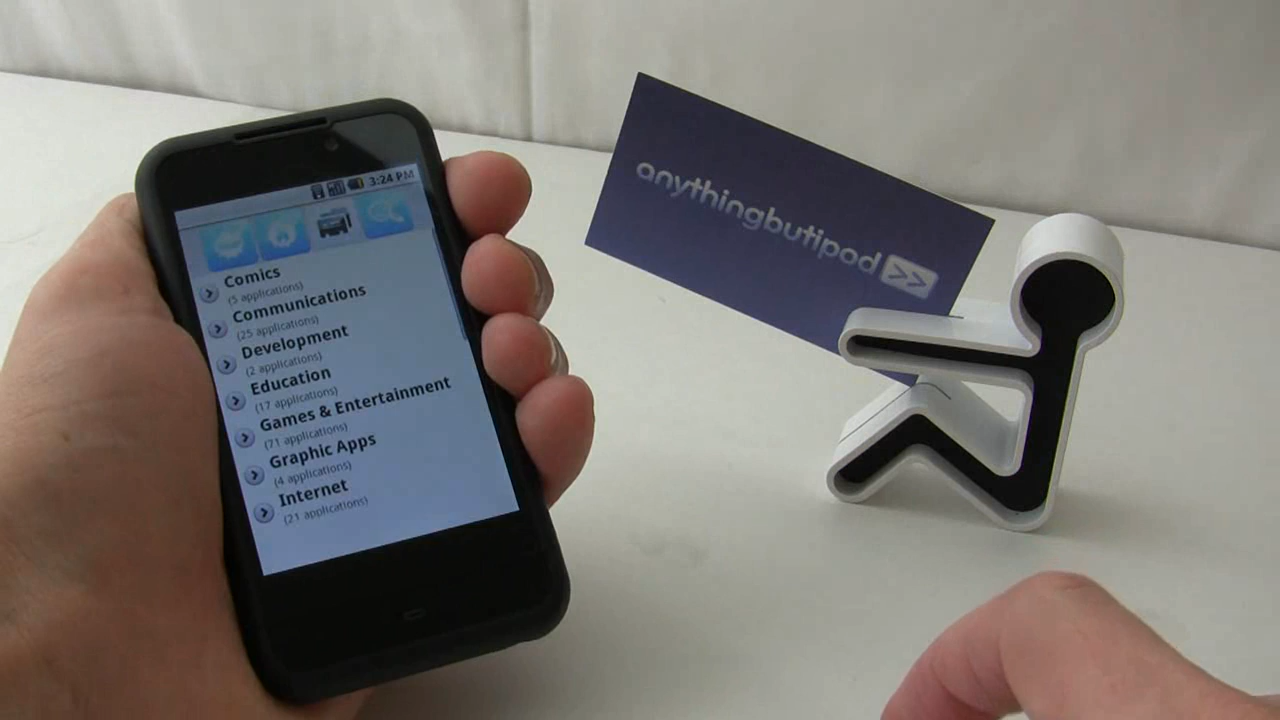 3:24 PM
Comics
(5 applications)
Communications
(25 applications)
Development
(2 applications)
Education
(17 applications)
Games & Entertainment
(71 applications)
Graphic Apps
(4 applications)
Internet
(21 applications)
anythingbutipod >>